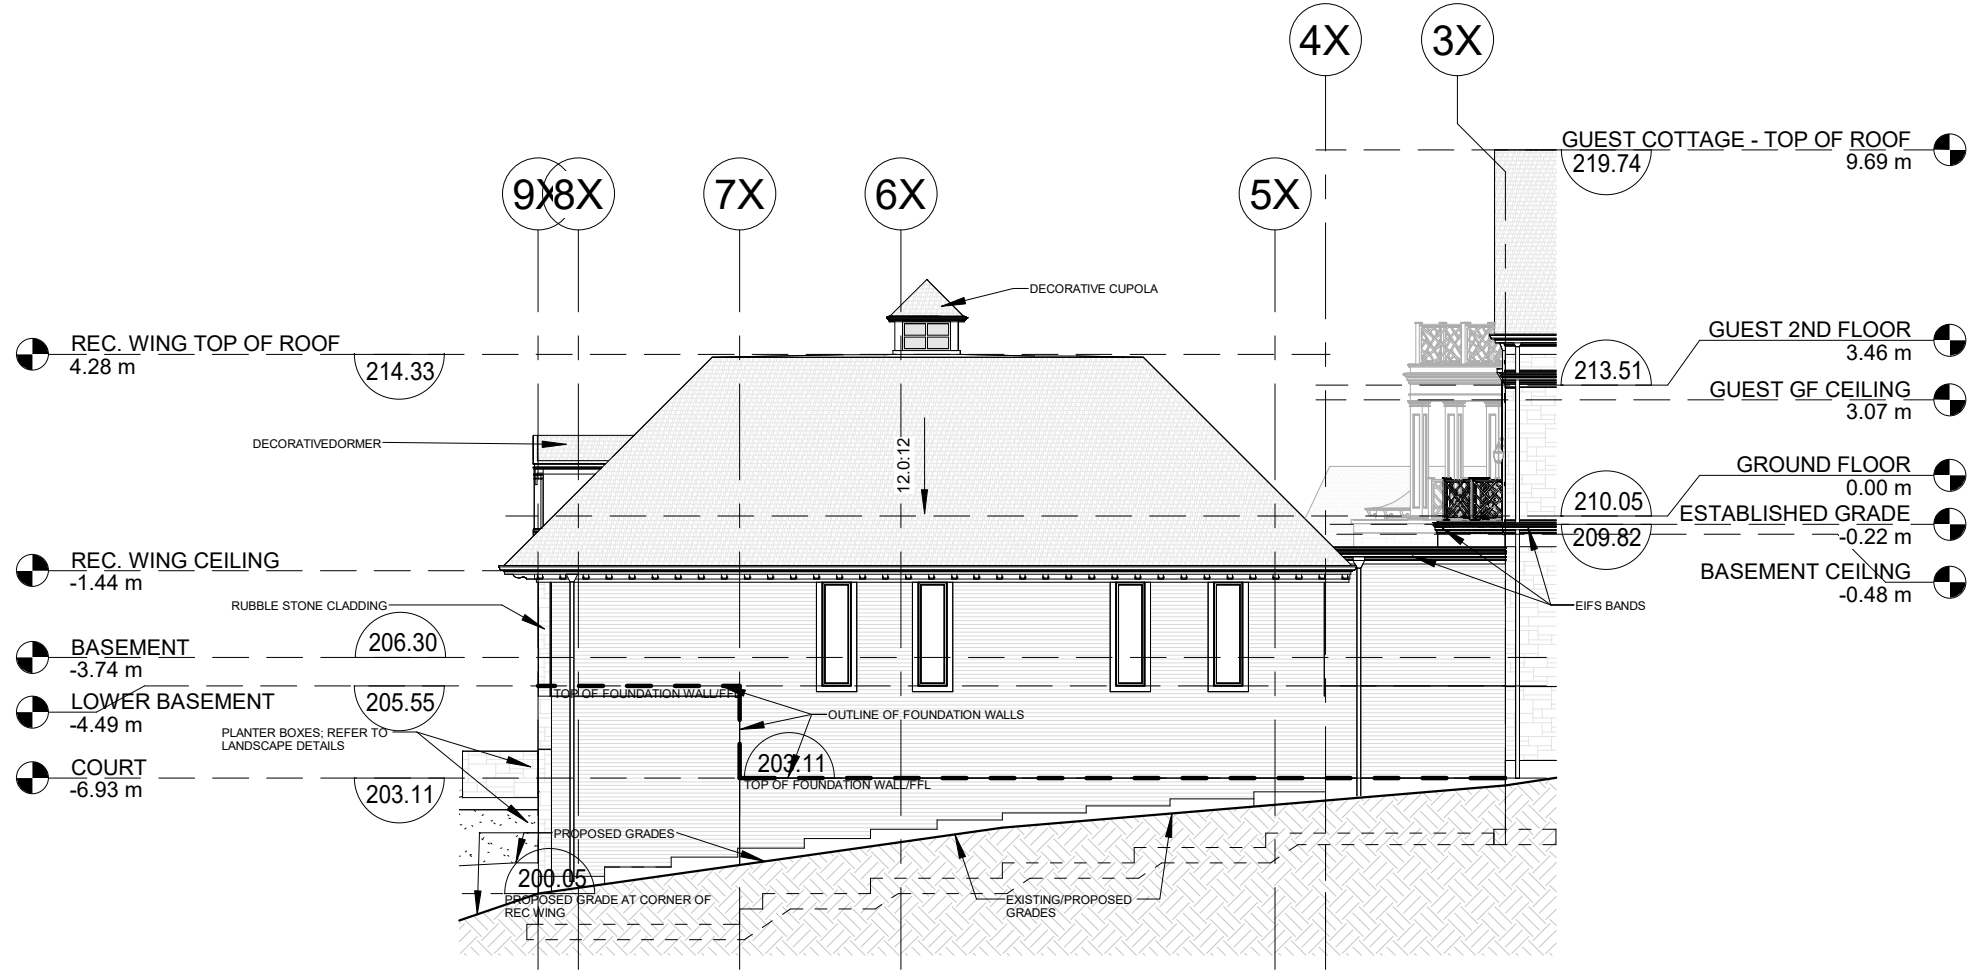 4X
3X
9X
8X
7X
6X
5X
GUEST COTTAGE - TOP OF ROOF
219.74
9.69 m
DECORATIVE CUPOLA
REC. WING TOP OF ROOF
4.28 m
214.33
GUEST 2ND FLOOR
3.46 m
213.51
GUEST GF CEILING
3.07 m
DECORATIVEDORMER
12.0:12
GROUND FLOOR
0.00 m
210.05
ESTABLISHED GRADE
-0.22 m
209.82
REC. WING CEILING
-1.44 m
BASEMENT CEILING
-0.48 m
RUBBLE STONE CLADDING
EIFS BANDS
BASEMENT
-3.74 m
206.30
LOWER BASEMENT
-4.49 m
205.55
TOP OF FOUNDATION WALL/FFL
OUTLINE OF FOUNDATION WALLS
PLANTER BOXES; REFER TO
LANDSCAPE DETAILS
COURT
-6.93 m
203.11
203.11
TOP OF FOUNDATION WALL/FFL
PROPOSED GRADES
200.05
PROPOSED GRADE AT CORNER OF
REC WING
EXISTING/PROPOSED
GRADES